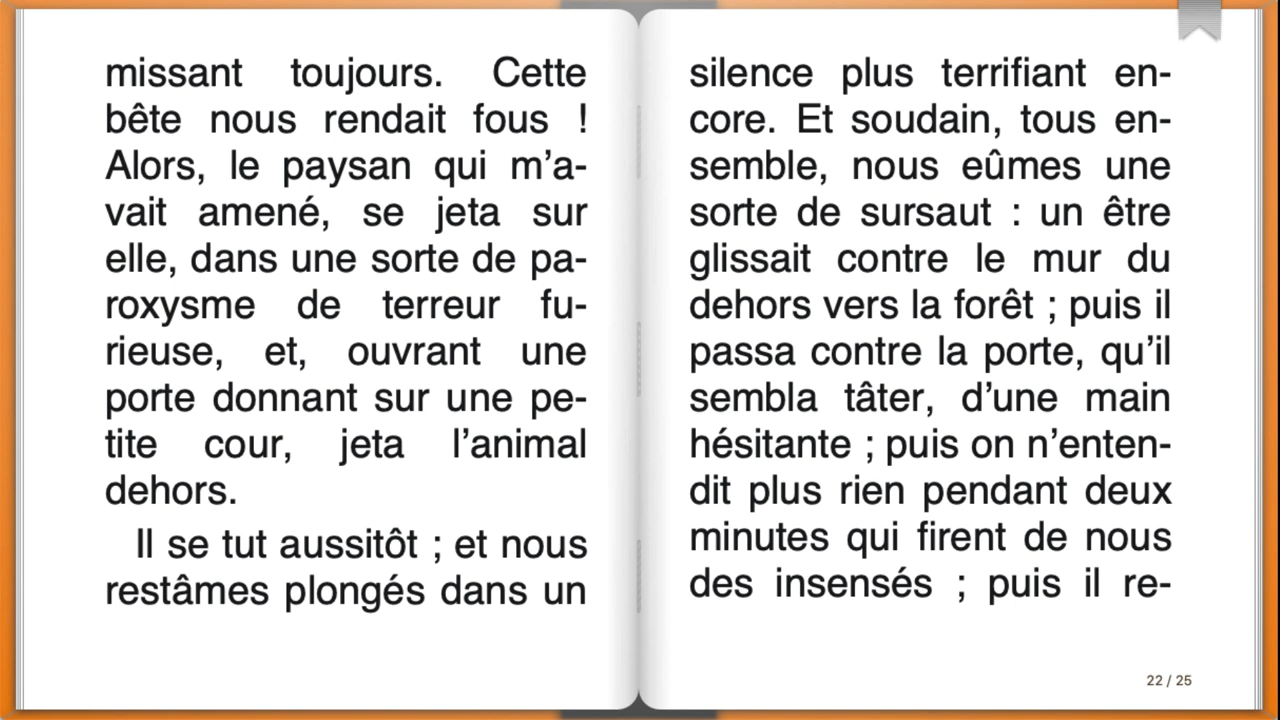 missant toujours. Cette
bête nous rendait fous !
Alors, le paysan qui m’a-
vait amené, se jeta sur
elle, dans une sorte de pa-
roxysme de terreur fu-
rieuse, et, ouvrant une
porte donnant sur une pe-
tite cour, jeta l’animal
dehors.
Il se tut aussitôt ; et nous
restâmes plongés dans un
silence plus terrifiant en-
core. Et soudain, tous en-
semble, nous eûmes une
sorte de sursaut : un être
glissait contre le mur du
dehors vers la forêt ; puis il
passa contre la porte, qu’il
sembla tâter, d’une main
hésitante ; puis on n’enten-
dit plus rien pendant deux
minutes qui firent de nous
des insensés ; puis il re-
22 / 25